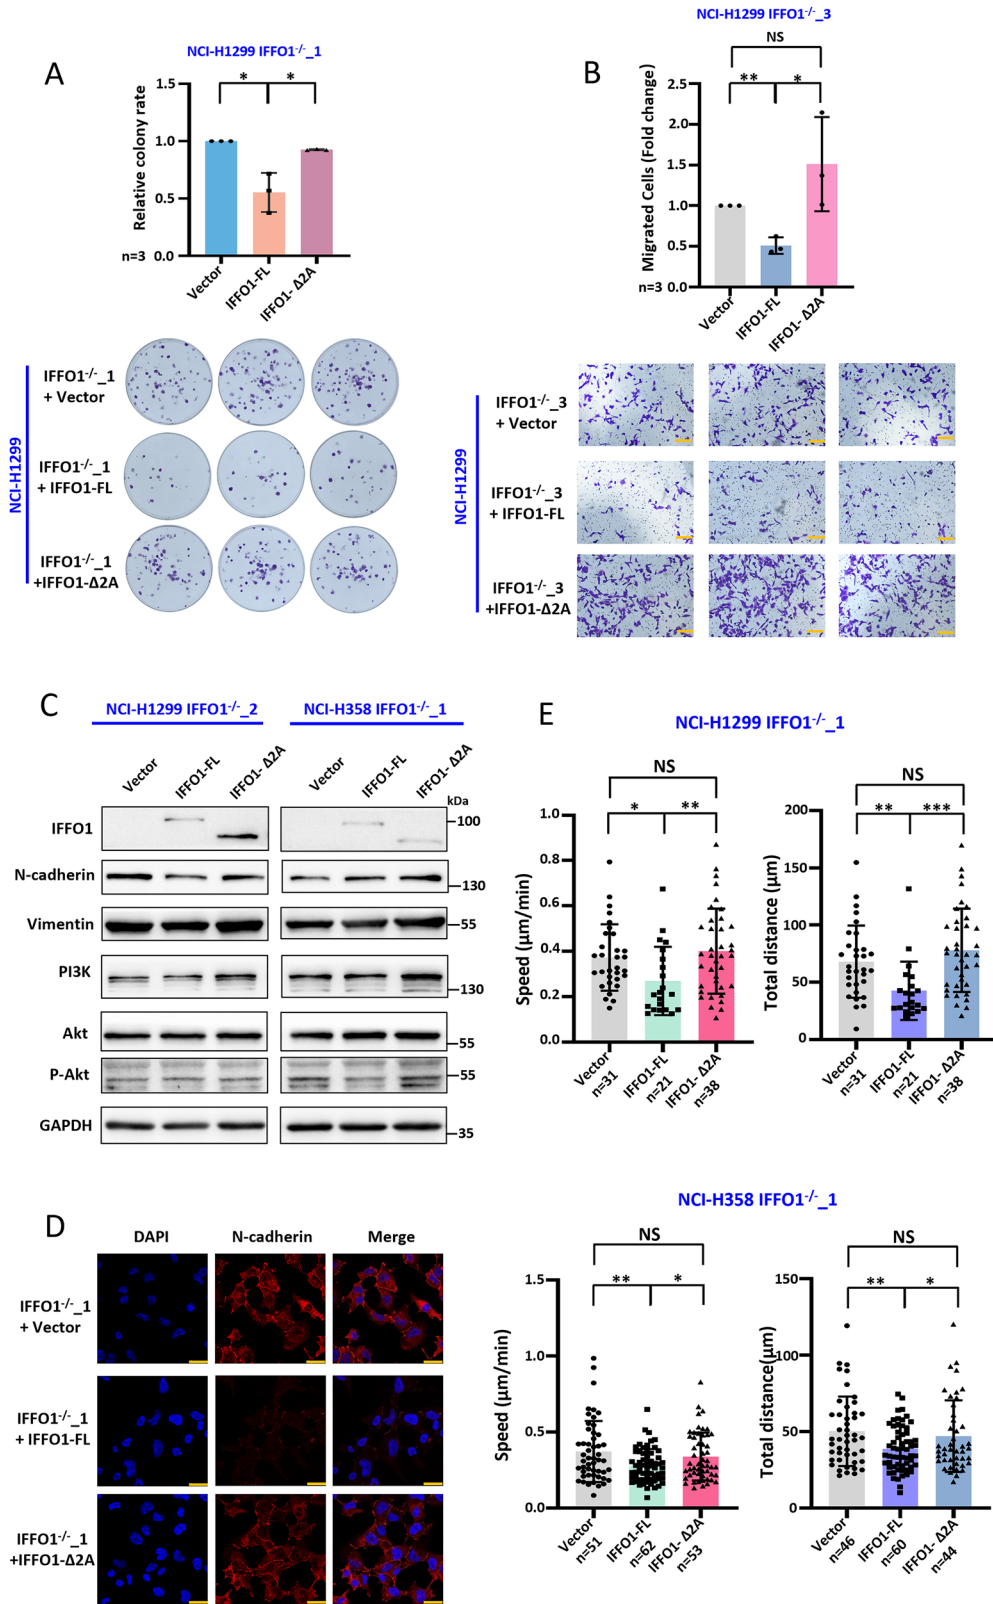 A
NCI-H1299 IFFO1-/-_1
* *
Relative colony rate
1.5
1.0
0.5
0.0
n=3
Vector
IFFO1-FL
IFFO1- Δ2A
NCI-H1299
IFFO1-/-_1
+ Vector
IFFO1-/-_1
+ IFFO1-FL
IFFO1-/-_1
+IFFO1-Δ2A
B
NCI-H1299 IFFO1-/-_3
NS
** *
Migrated Cells (Fold change)
2.5
2.0
1.5
1.0
0.5
0.0
n=3
Vector
IFFO1-FL
IFFO1- Δ2A
NCI-H1299
IFFO1-/-_3
+ Vector
IFFO1-/-_3
+ IFFO1-FL
IFFO1-/-_3
+IFFO1-Δ2A
C
NCI-H1299 IFFO1-/-_2
NCI-H358 IFFO1-/-_1
Vector
IFFO1-FL
IFFO1- Δ2A
Vector
IFFO1-FL
IFFO1- Δ2A
kDa
IFFO1
100
N-cadherin
130
Vimentin
55
PI3K
130
Akt
55
P-Akt
55
GAPDH
35
D
DAPI
N-cadherin
Merge
IFFO1-/-_1
+ Vector
IFFO1-/-_1
+ IFFO1-FL
IFFO1-/-_1
+IFFO1-Δ2A
E
NCI-H1299 IFFO1-/-_1
NS
* **
Speed (μm/min)
1.0
0.8
0.6
0.4
0.2
0.0
Vector
n=31
IFFO1-FL
n=21
IFFO1- Δ2A
n=38
NS
** ***
Total distance (μm)
200
150
100
50
0
Vector
n=31
IFFO1-FL
n=21
IFFO1- Δ2A
n=38
NCI-H358 IFFO1-/-_1
NS
** *
Speed (μm/min)
1.5
1.0
0.5
0.0
Vector
n=51
IFFO1-FL
n=62
IFFO1- Δ2A
n=53
NS
** *
Total distance(μm)
150
100
50
0
Vector
n=46
IFFO1-FL
n=60
IFFO1- Δ2A
n=44